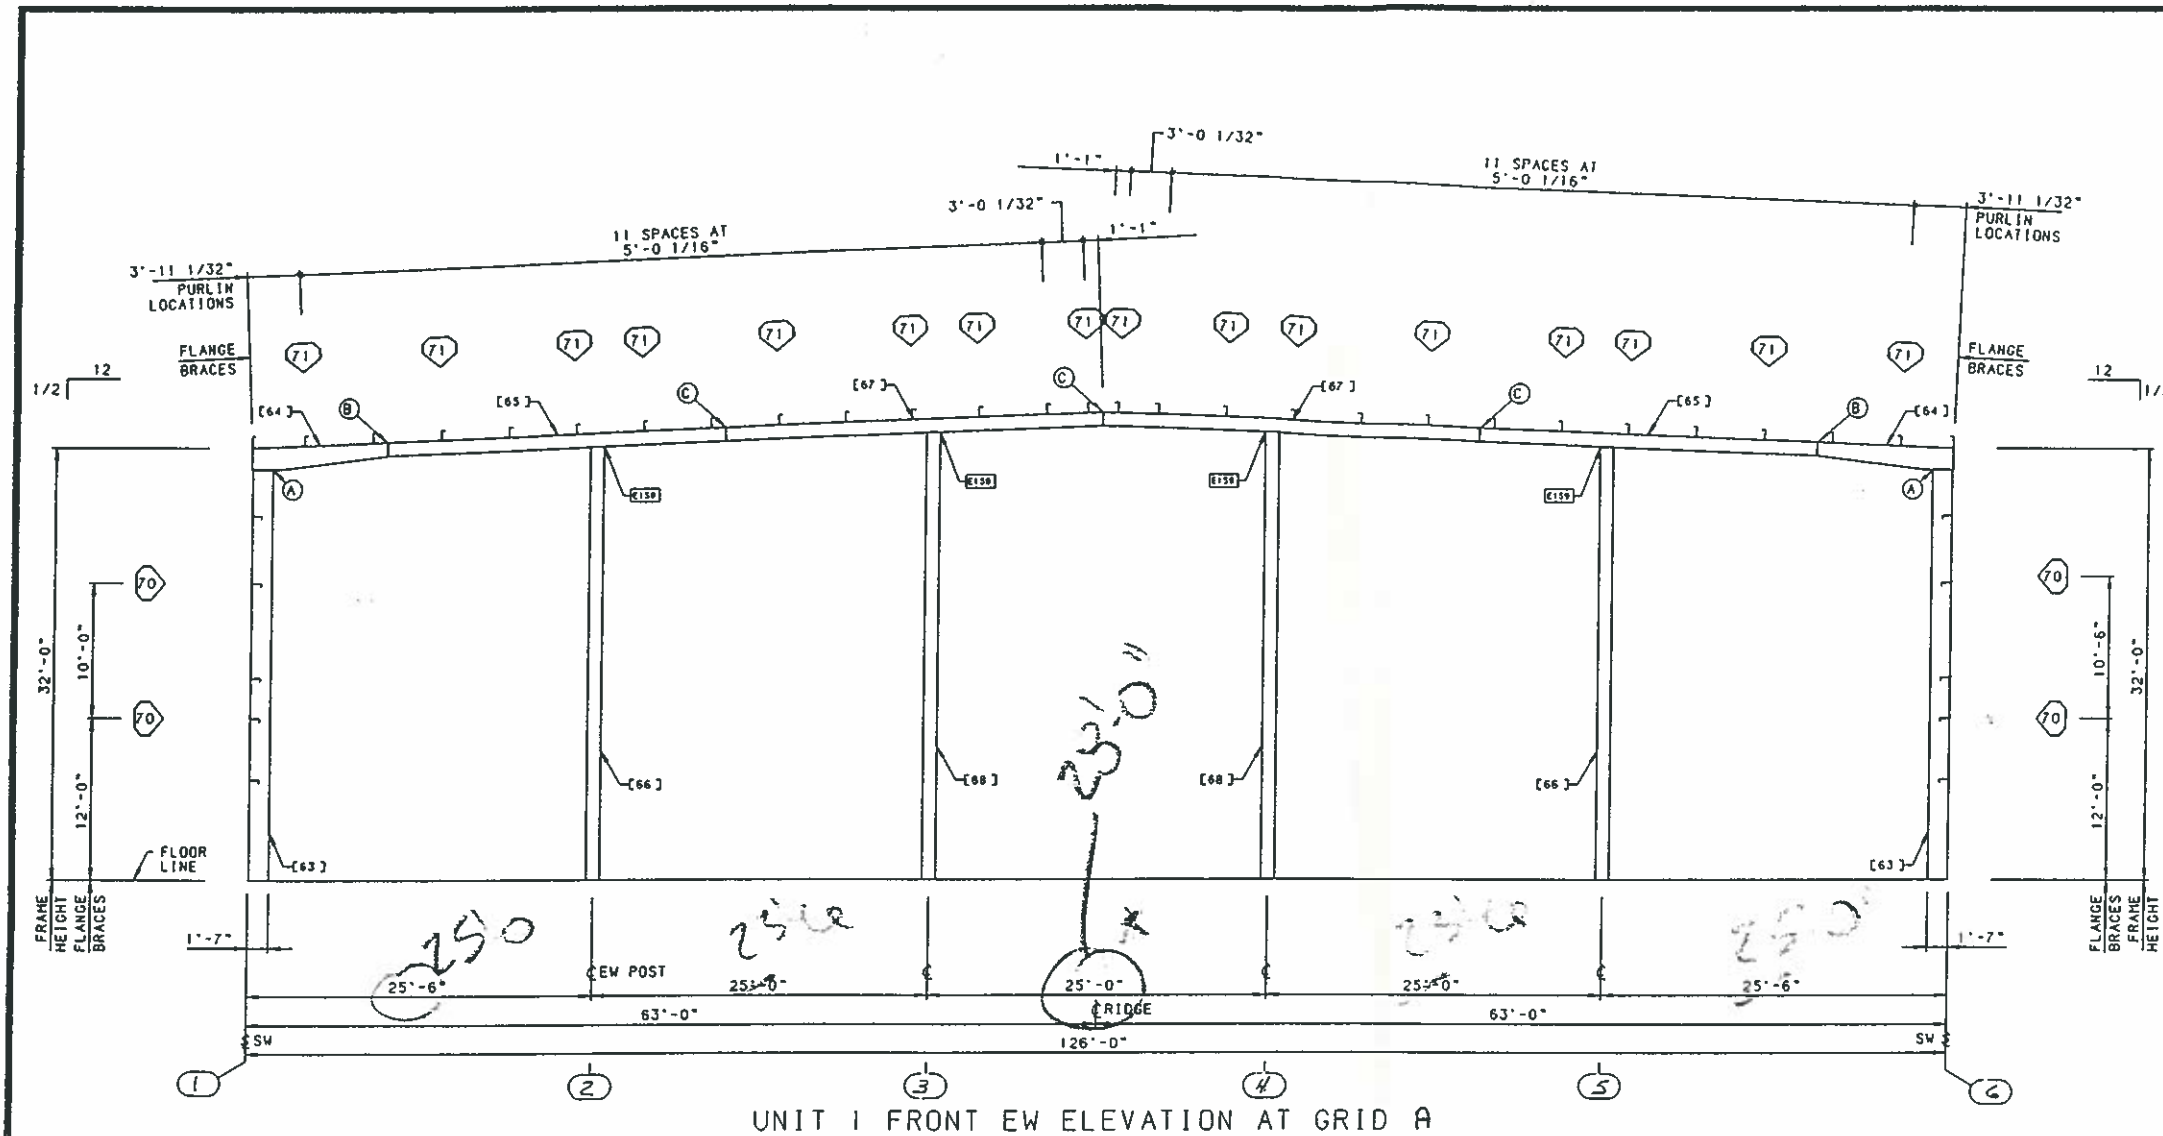 3'-0 1/32"
1'-1"
11 SPACES AT
5'-0 1/16"
3'-11 1/32"
PURLIN
LOCATIONS
3'-0 1/32"
1'-1"
11 SPACES AT
5'-0 1/16"
3'-11 1/32"
PURLIN
LOCATIONS
71 71 71 71 71 71 71 71 71 71 71 71 71 71 71 71
FLANGE
BRACES
FLANGE
BRACES
12
1/2
12
[64] B [65] C [67] C [67] C [65] B [64]
A E158 E158 E159 E159 A
70 70
70 70
32'-0"
10'-0"
12'-0"
10'-6"
32'-0"
12'-0"
[66] [68] [68] [66]
FLOOR
LINE
[63] [63]
FRAME
HEIGHT
FLANGE
BRACES
FLANGE
BRACES
FRAME
HEIGHT
1'-7" 1'-7"
25 0
℄ EW POST ℄ ℄ ℄
25'-6" 25'-0" 25'-0" 25'-0" 25'-6"
63'-0" ℄ RIDGE 63'-0"
SW 126'-0" SW
1 2 3 4 5 6
UNIT 1 FRONT EW ELEVATION AT GRID A